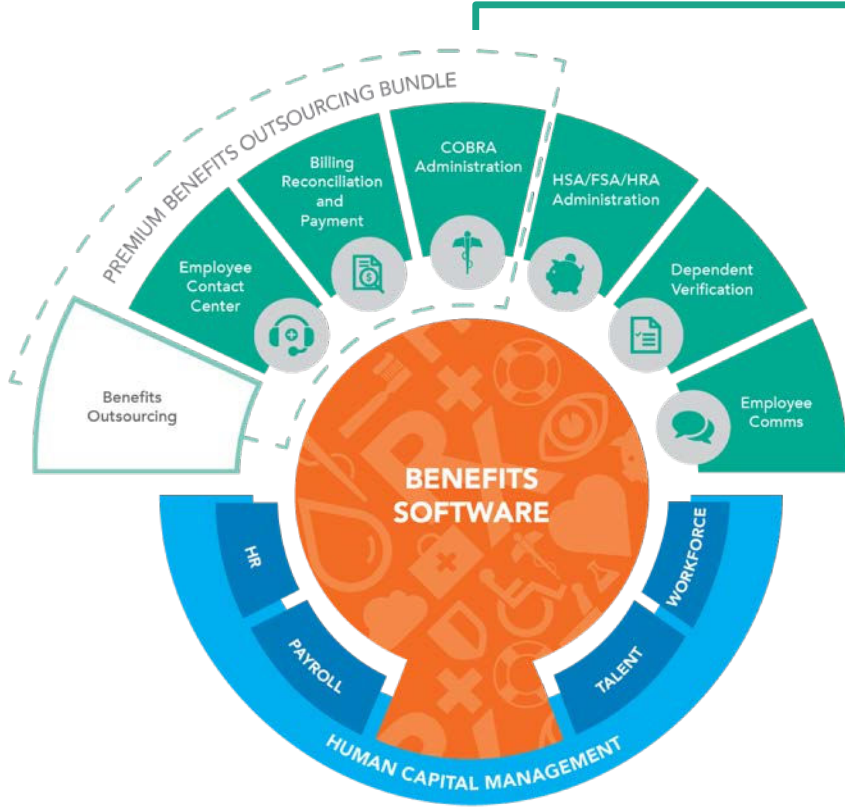 PREMIUM BENEFITS OUTSOURCING BUNDLE
Benefits
Outsourcing
Employee
Contact
Center
Billing
Reconciliation
and
Payment
COBRA
Administration
HSA/FSA/HRA
Administration
Dependent
Verification
Employee
Comms
BENEFITS
SOFTWARE
HR
PAYROLL
TALENT
WORKFORCE
HUMAN CAPITAL MANAGEMENT